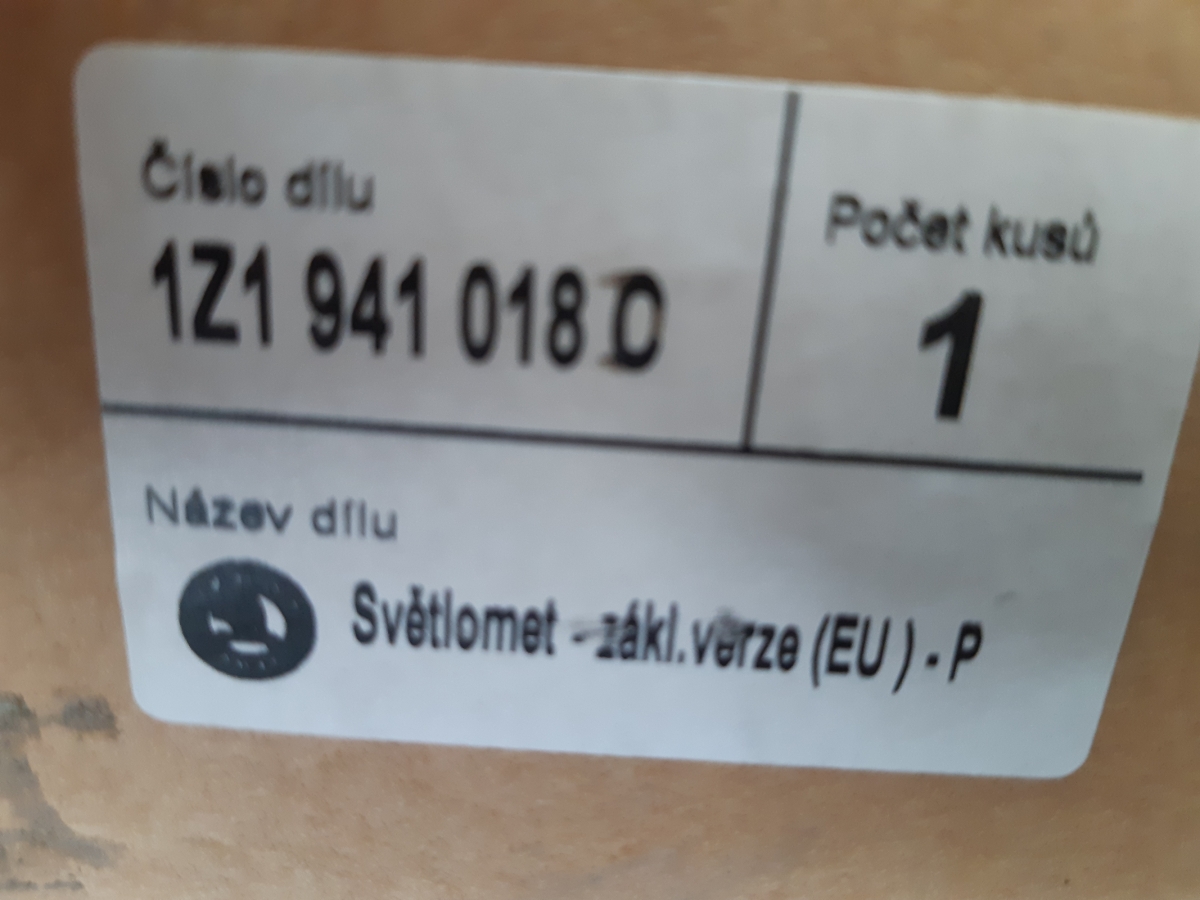 Číslo dílu
1Z1 941 018 D
Počet kusů
1
Název dílu
Světlomet - zákl.verze (EU ) - P